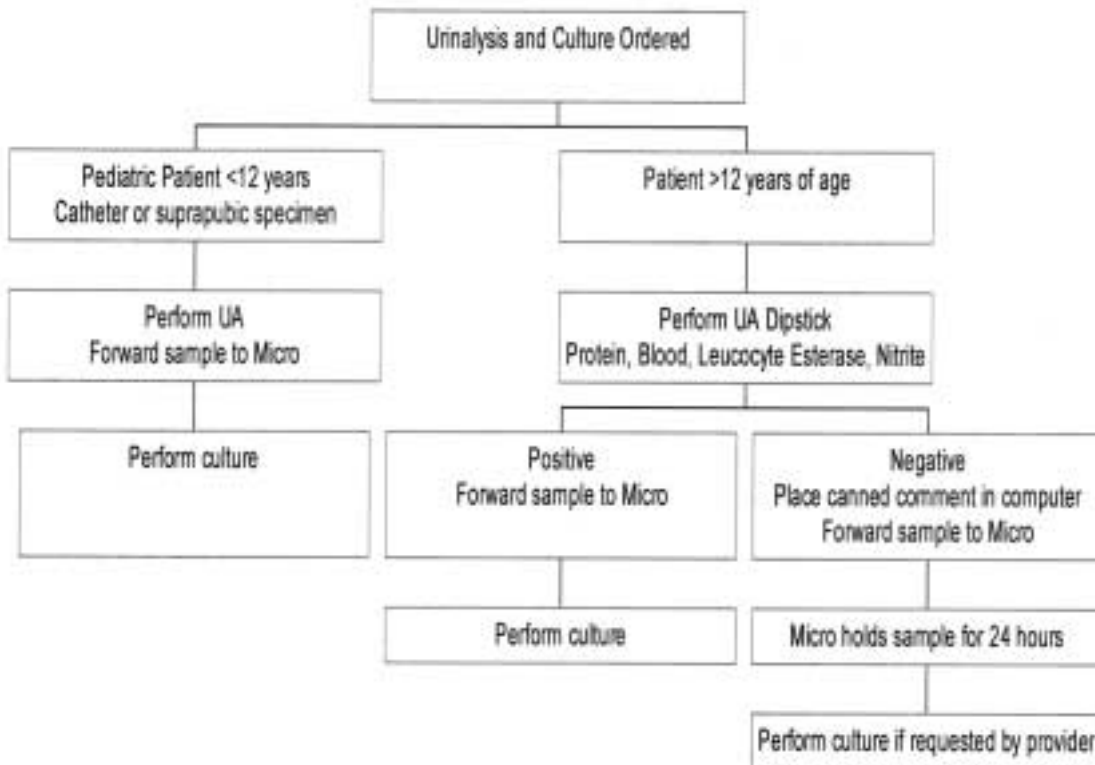 Urinalysis and Culture Ordered
Pediatric Patient <12 years
Catheter or suprapubic specimen
Patient >12 years of age
Perform UA
Forward sample to Micro
Perform UA Dipstick
Protein, Blood, Leucocyte Esterase, Nitrite
Perform culture
Positive
Forward sample to Micro
Negative
Place canned comment in computer
Forward sample to Micro
Perform culture
Micro holds sample for 24 hours
Perform culture if requested by provider